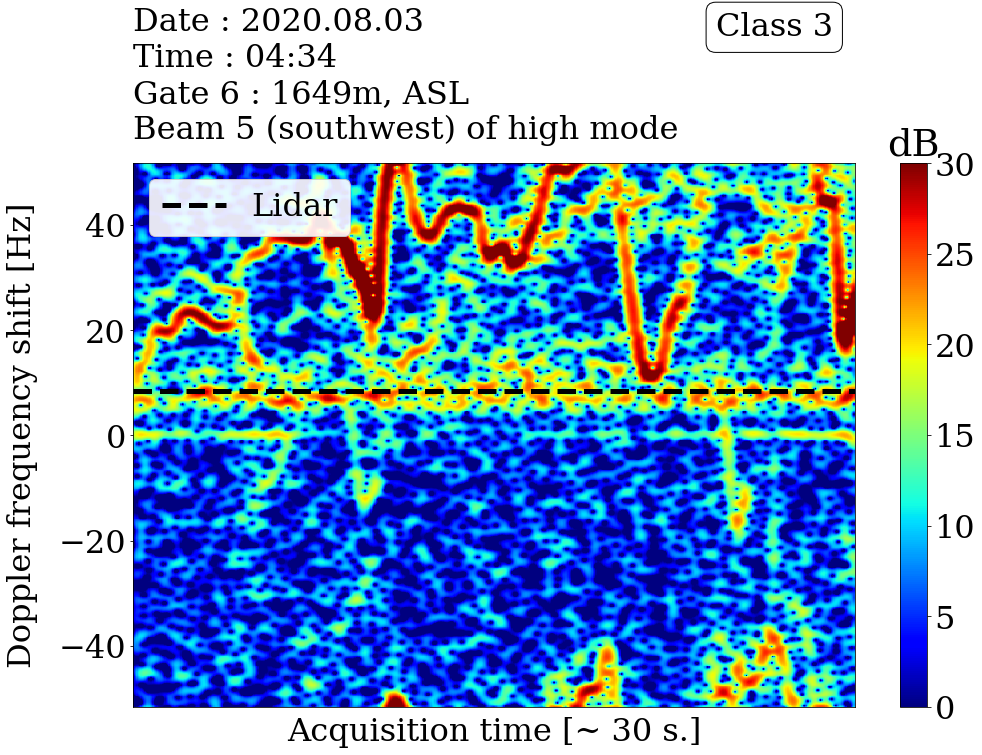 Date : 2020.08.03
Time : 04:34
Gate 6 : 1649m, ASL
Beam 5 (southwest) of high mode
Class 3
dB
Lidar
Doppler frequency shift [Hz]
40
20
0
−20
−40
Acquisition time [~ 30 s.]
30
25
20
15
10
5
0